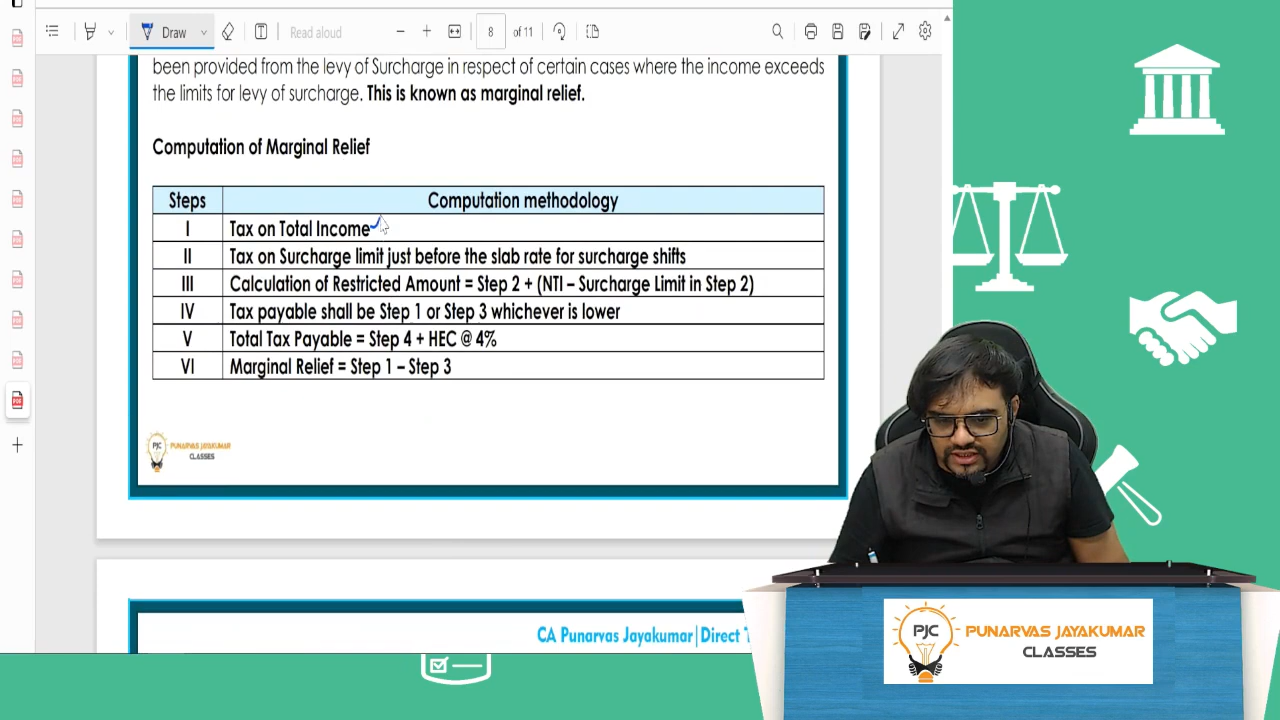 Draw
Read aloud
8 of 11
been provided from the levy of Surcharge in respect of certain cases where the income exceeds
the limits for levy of surcharge. This is known as marginal relief.
Computation of Marginal Relief
Steps Computation methodology
I Tax on Total Income
II Tax on Surcharge limit just before the slab rate for surcharge shifts
III Calculation of Restricted Amount = Step 2 + (NTI – Surcharge Limit in Step 2)
IV Tax payable shall be Step 1 or Step 3 whichever is lower
V Total Tax Payable = Step 4 + HEC @ 4%
VI Marginal Relief = Step 1 – Step 3
PJC PUNARVAS JAYAKUMAR
CLASSES
CA Punarvas Jayakumar|Direct T
PJC PUNARVAS JAYAKUMAR
CLASSES